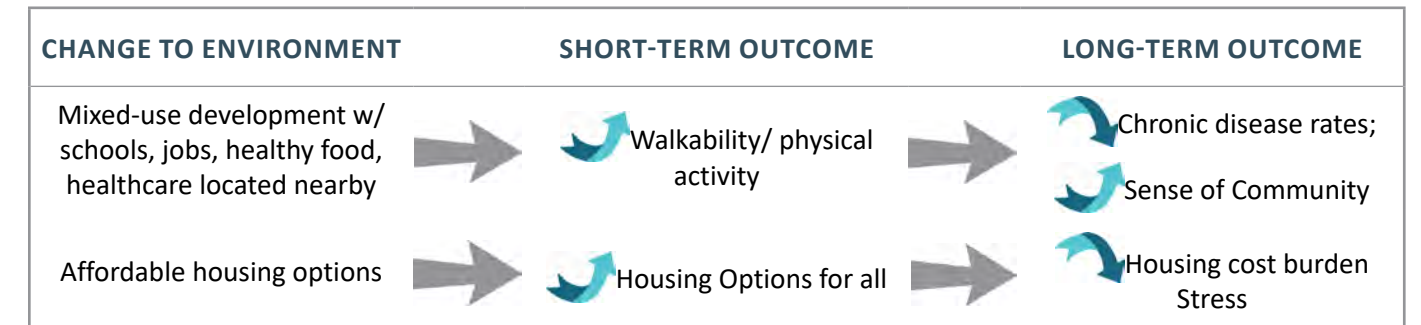 CHANGE TO ENVIRONMENT
SHORT-TERM OUTCOME
LONG-TERM OUTCOME
Mixed-use development w/
schools, jobs, healthy food,
healthcare located nearby
Walkability/ physical
activity
Chronic disease rates;
Sense of Community
Affordable housing options
Housing Options for all
Housing cost burden
Stress